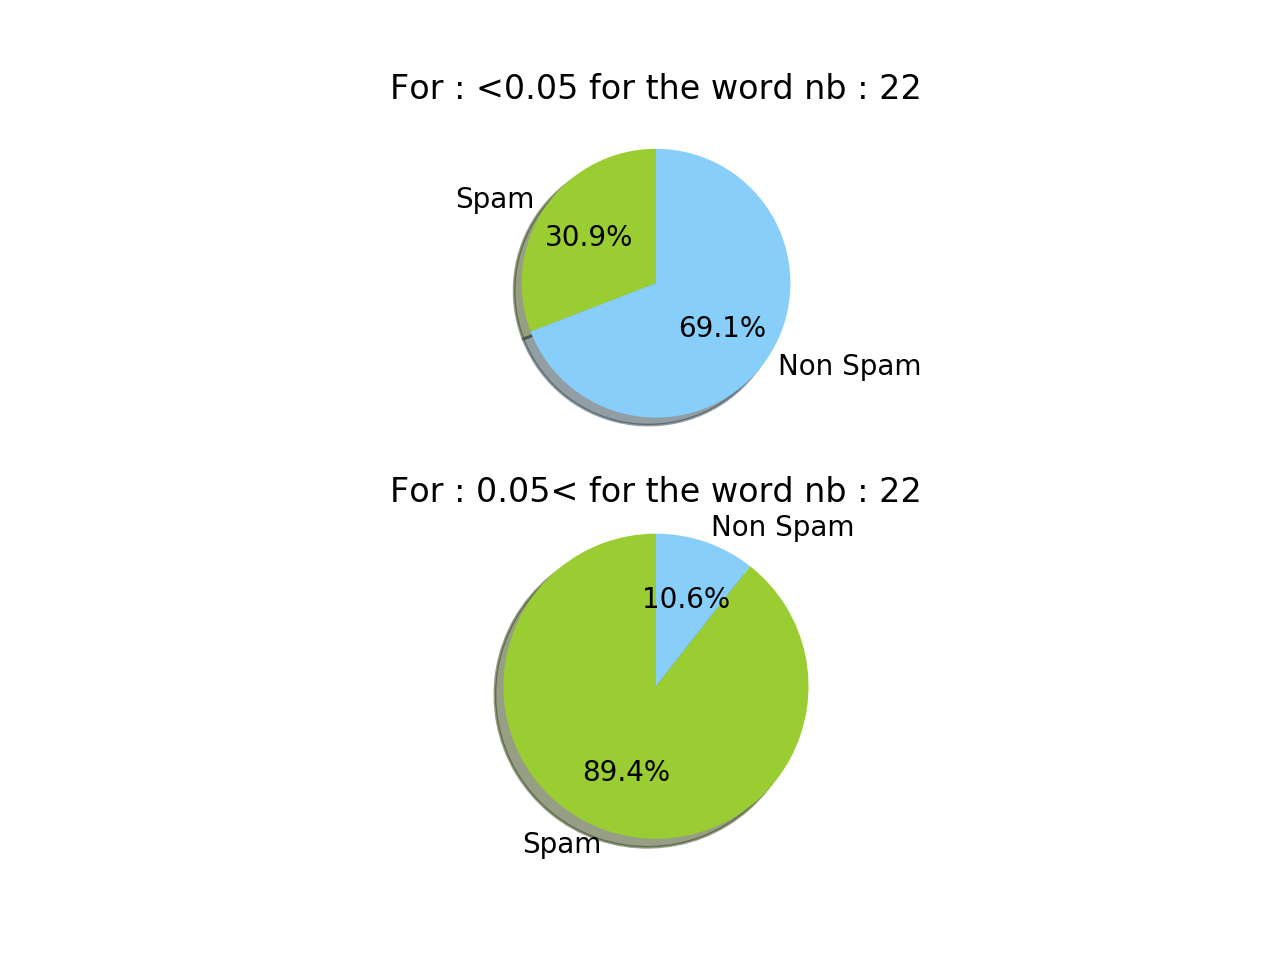 For : <0.05 for the word nb : 22
Spam
30.9%
69.1%
Non Spam
For : 0.05< for the word nb : 22
Non Spam
10.6%
89.4%
Spam